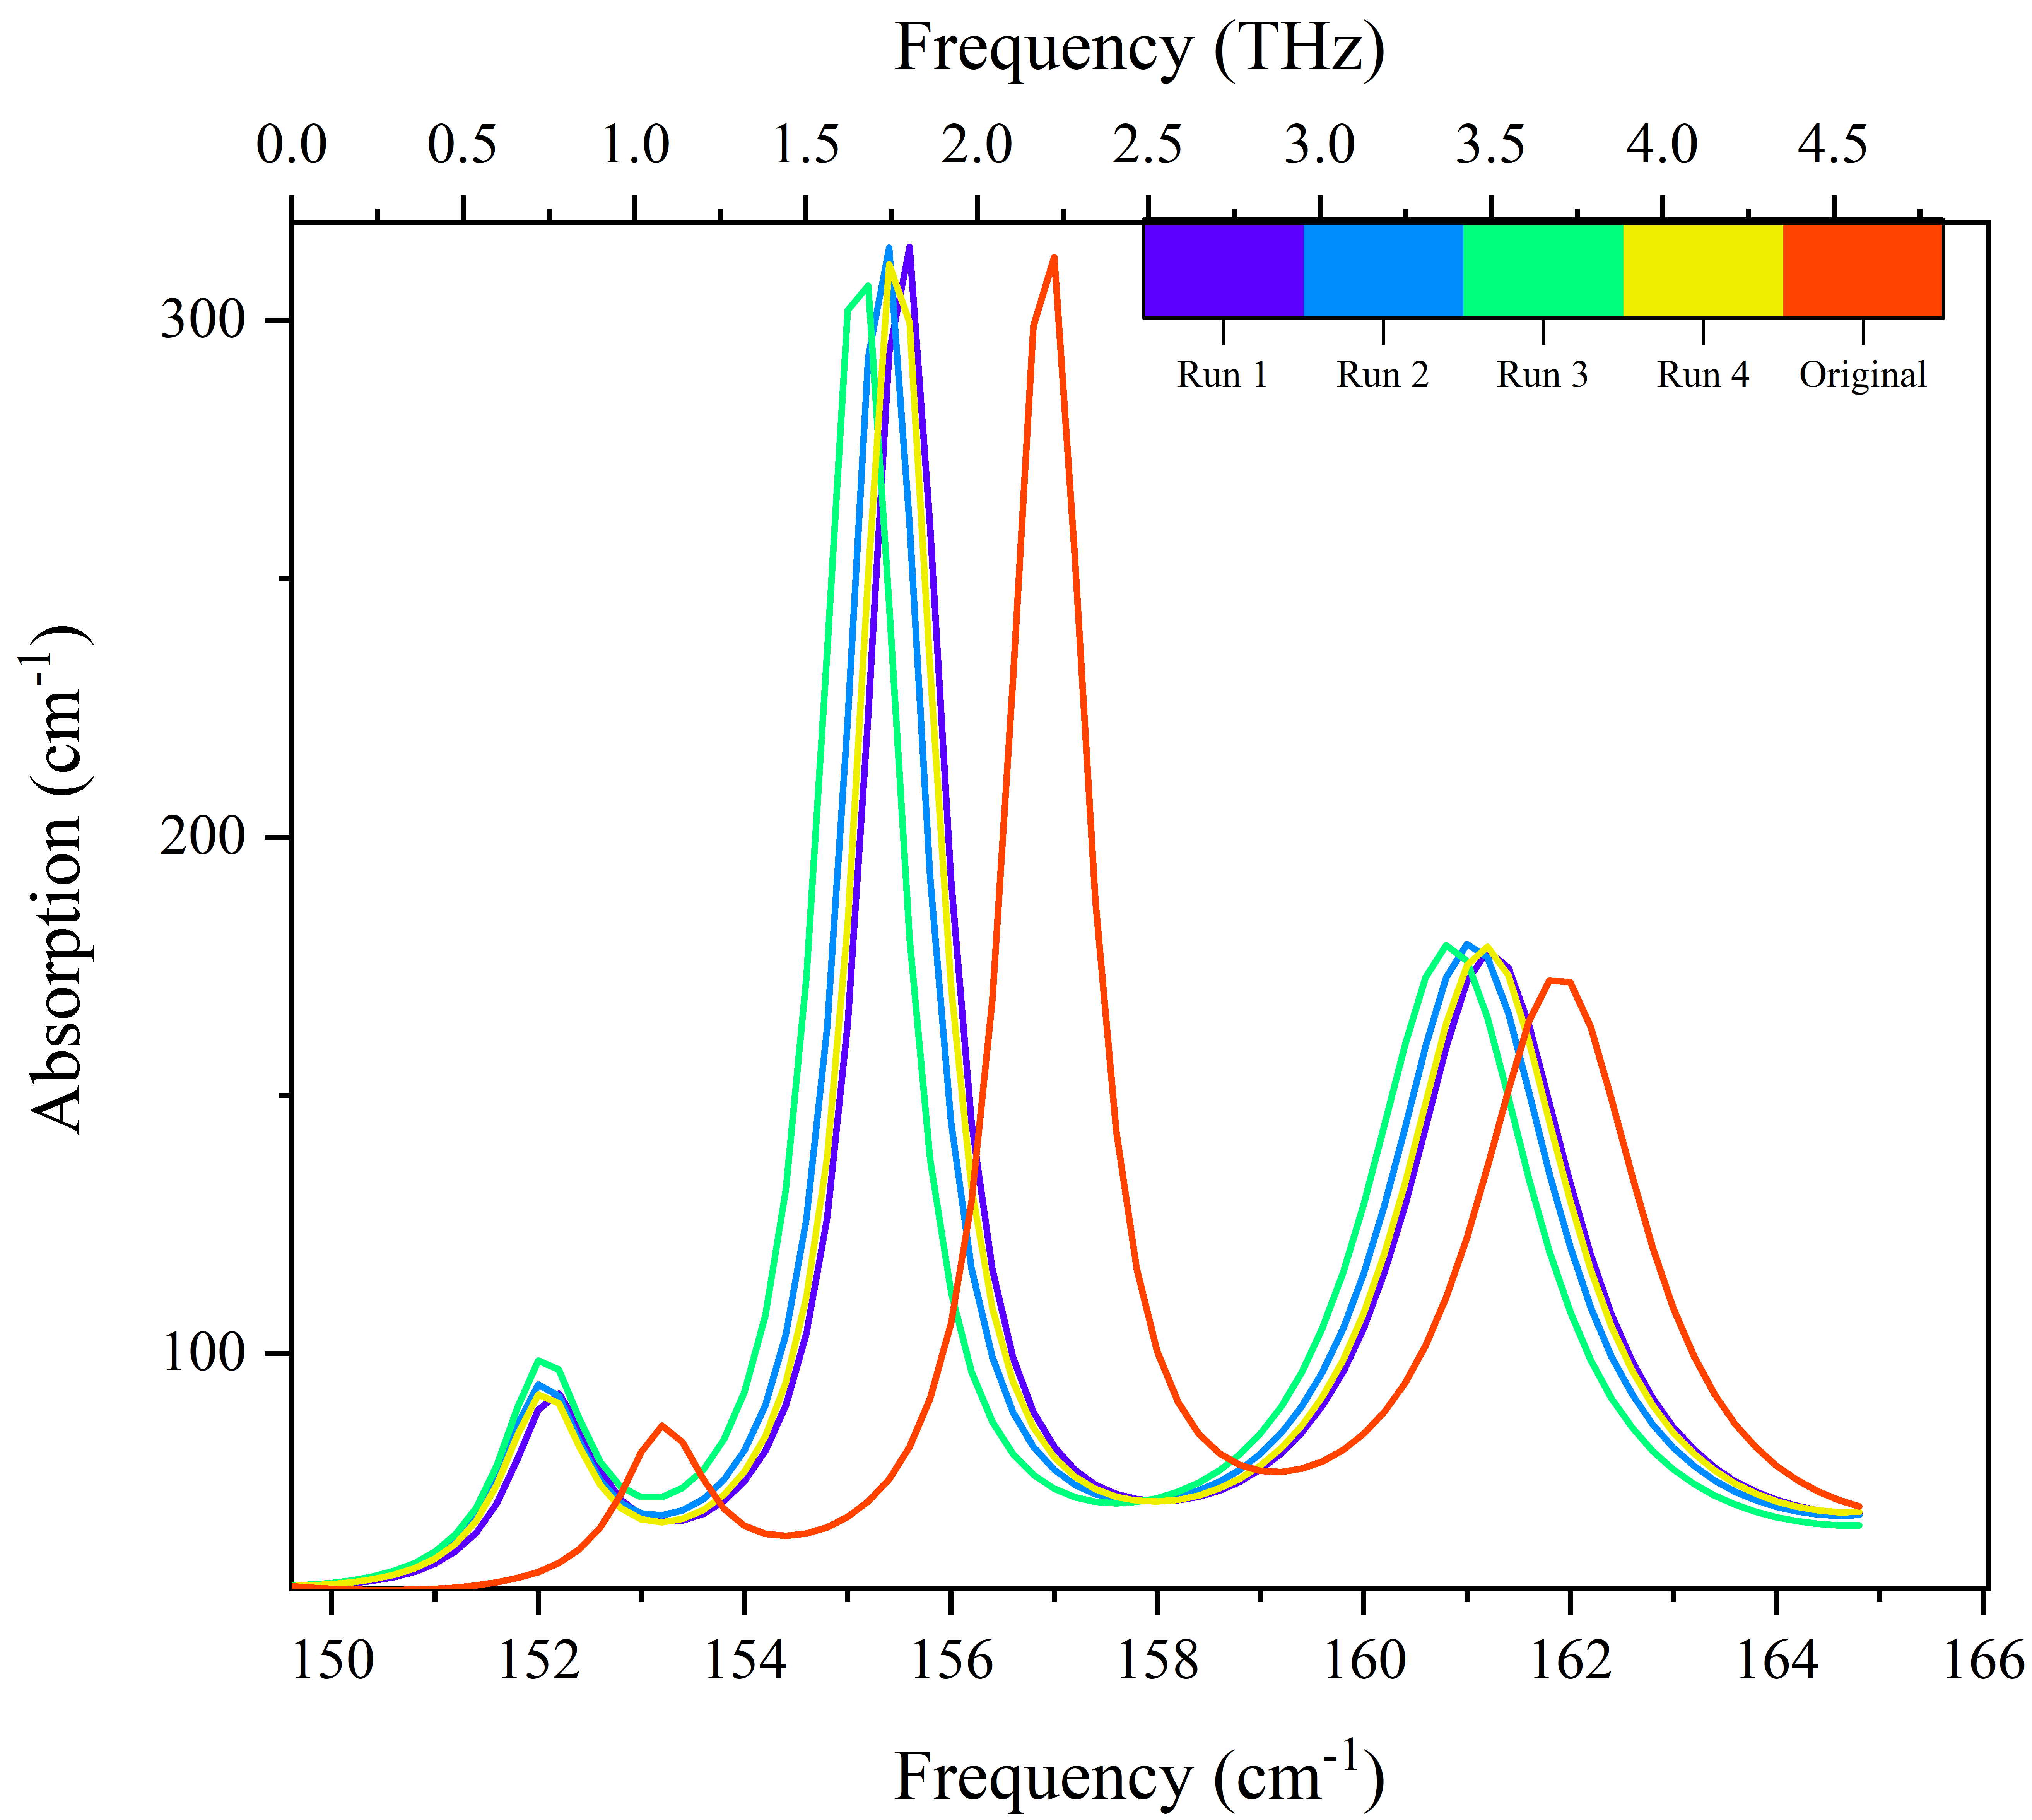 Frequency (THz)
0.0 0.5 1.0 1.5 2.0 2.5 3.0 3.5 4.0 4.5
Run 1 Run 2 Run 3 Run 4 Original
300
200
100
Absorption (cm⁻¹)
150 152 154 156 158 160 162 164 166
Frequency (cm⁻¹)